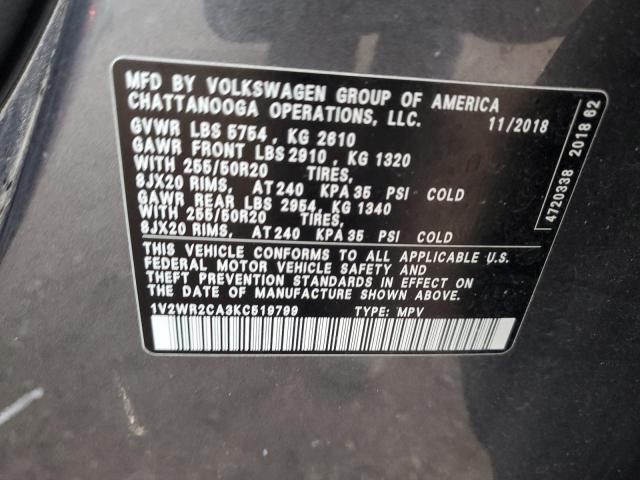 MFD BY VOLKSWAGEN GROUP OF AMERICA
CHATTANOOGA OPERATIONS, LLC.
11/2018
GVWR LBS 5754, KG 2610
GAWR FRONT LBS 2910, KG 1320
WITH 255/50R20 TIRES,
8JX20 RIMS, AT 240 KPA 35 PSI COLD
GAWR REAR LBS 2954, KG 1340
WITH 255/50R20 TIRES,
8JX20 RIMS, AT 240 KPA 35 PSI COLD
THIS VEHICLE CONFORMS TO ALL APPLICABLE U.S.
FEDERAL MOTOR VEHICLE SAFETY AND
THEFT PREVENTION STANDARDS IN EFFECT ON
THE DATE OF MANUFACTURE SHOWN ABOVE.
1V2WR2CA3KC519799 TYPE: MPV
4720338 2018 62